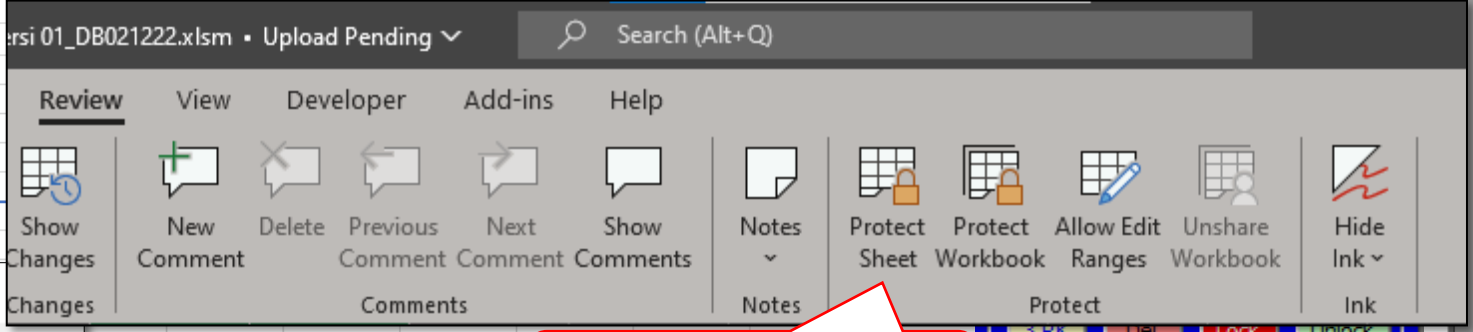 ersi 01_DB021222.xlsm • Upload Pending
Search (Alt+Q)
Review View Developer Add-ins Help
Show Changes
New Comment
Delete
Previous Comment
Next Comment
Show Comments
Notes
Protect Sheet
Protect Workbook
Allow Edit Ranges
Unshare Workbook
Hide Ink
Changes Comments Notes Protect Ink